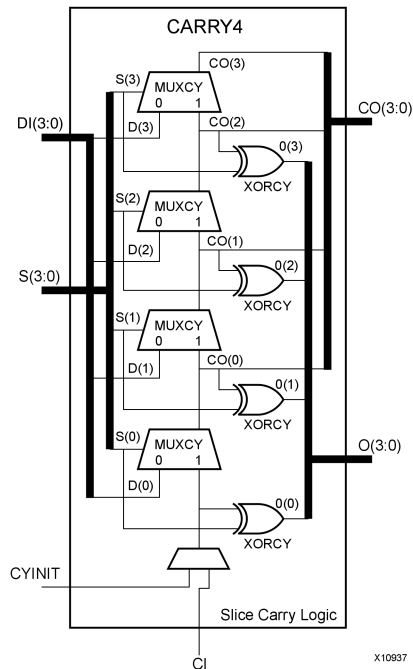 CARRY4
CO(3)
S(3)
MUXCY
0 1
CO(3:0)
DI(3:0)
D(3)
CO(2)
0(3)
XORCY
S(2)
MUXCY
0 1
D(2)
CO(1)
0(2)
XORCY
S(3:0)
S(1)
MUXCY
0 1
D(1)
CO(0)
0(1)
XORCY
S(0)
MUXCY
0 1
O(3:0)
D(0)
0(0)
XORCY
CYINIT
Slice Carry Logic
CI
X10937